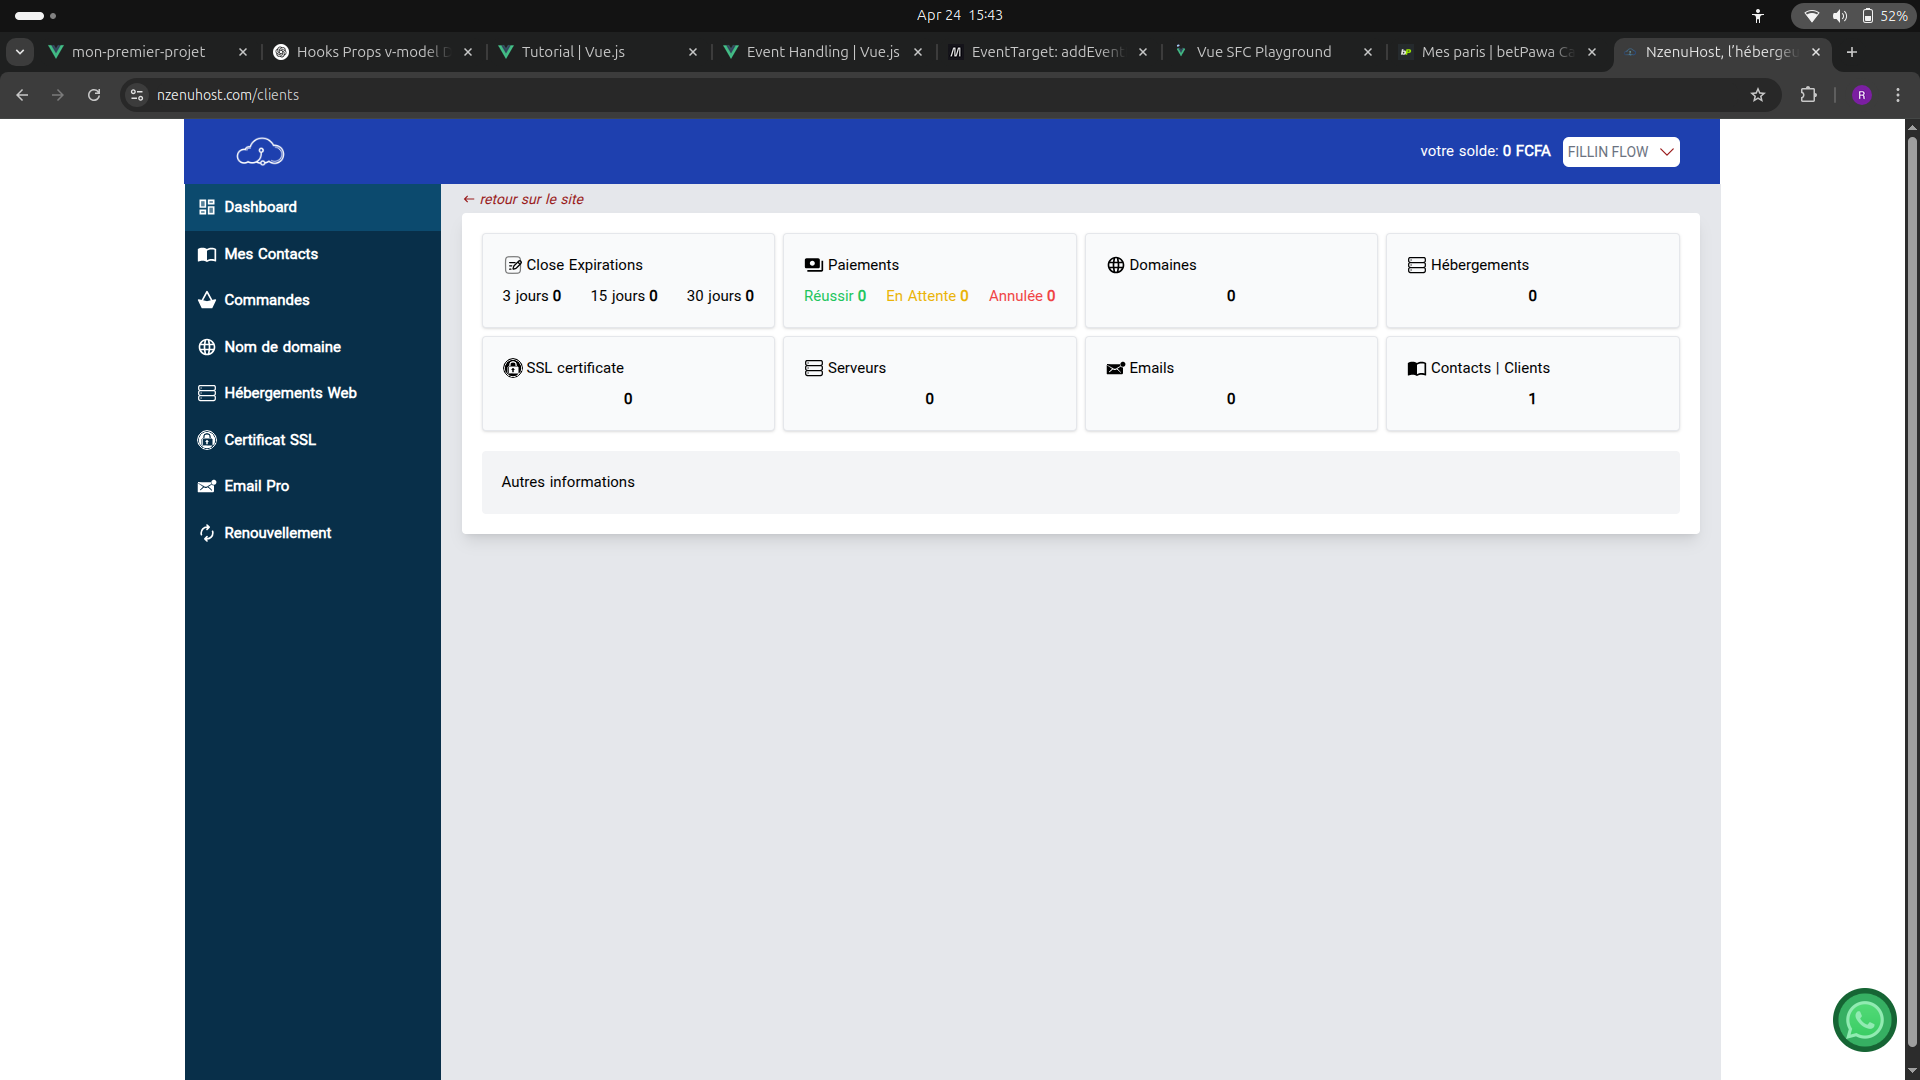 Apr 24 15:43
52%
mon-premier-projet
Hooks Props v-model D
Tutorial | Vue.js
Event Handling | Vue.js
EventTarget: addEvent
Vue SFC Playground
Mes paris | betPawa Ca
NzenuHost, l’hébergeu
nzenuhost.com/clients
R
votre solde: 0 FCFA
FILLIN FLOW
Dashboard
Mes Contacts
Commandes
Nom de domaine
Hébergements Web
Certificat SSL
Email Pro
Renouvellement
← retour sur le site
Close Expirations
3 jours 0 15 jours 0 30 jours 0
Paiements
Réussir 0 En Attente 0 Annulée 0
Domaines
0
Hébergements
0
SSL certificate
0
Serveurs
0
Emails
0
Contacts | Clients
1
Autres informations